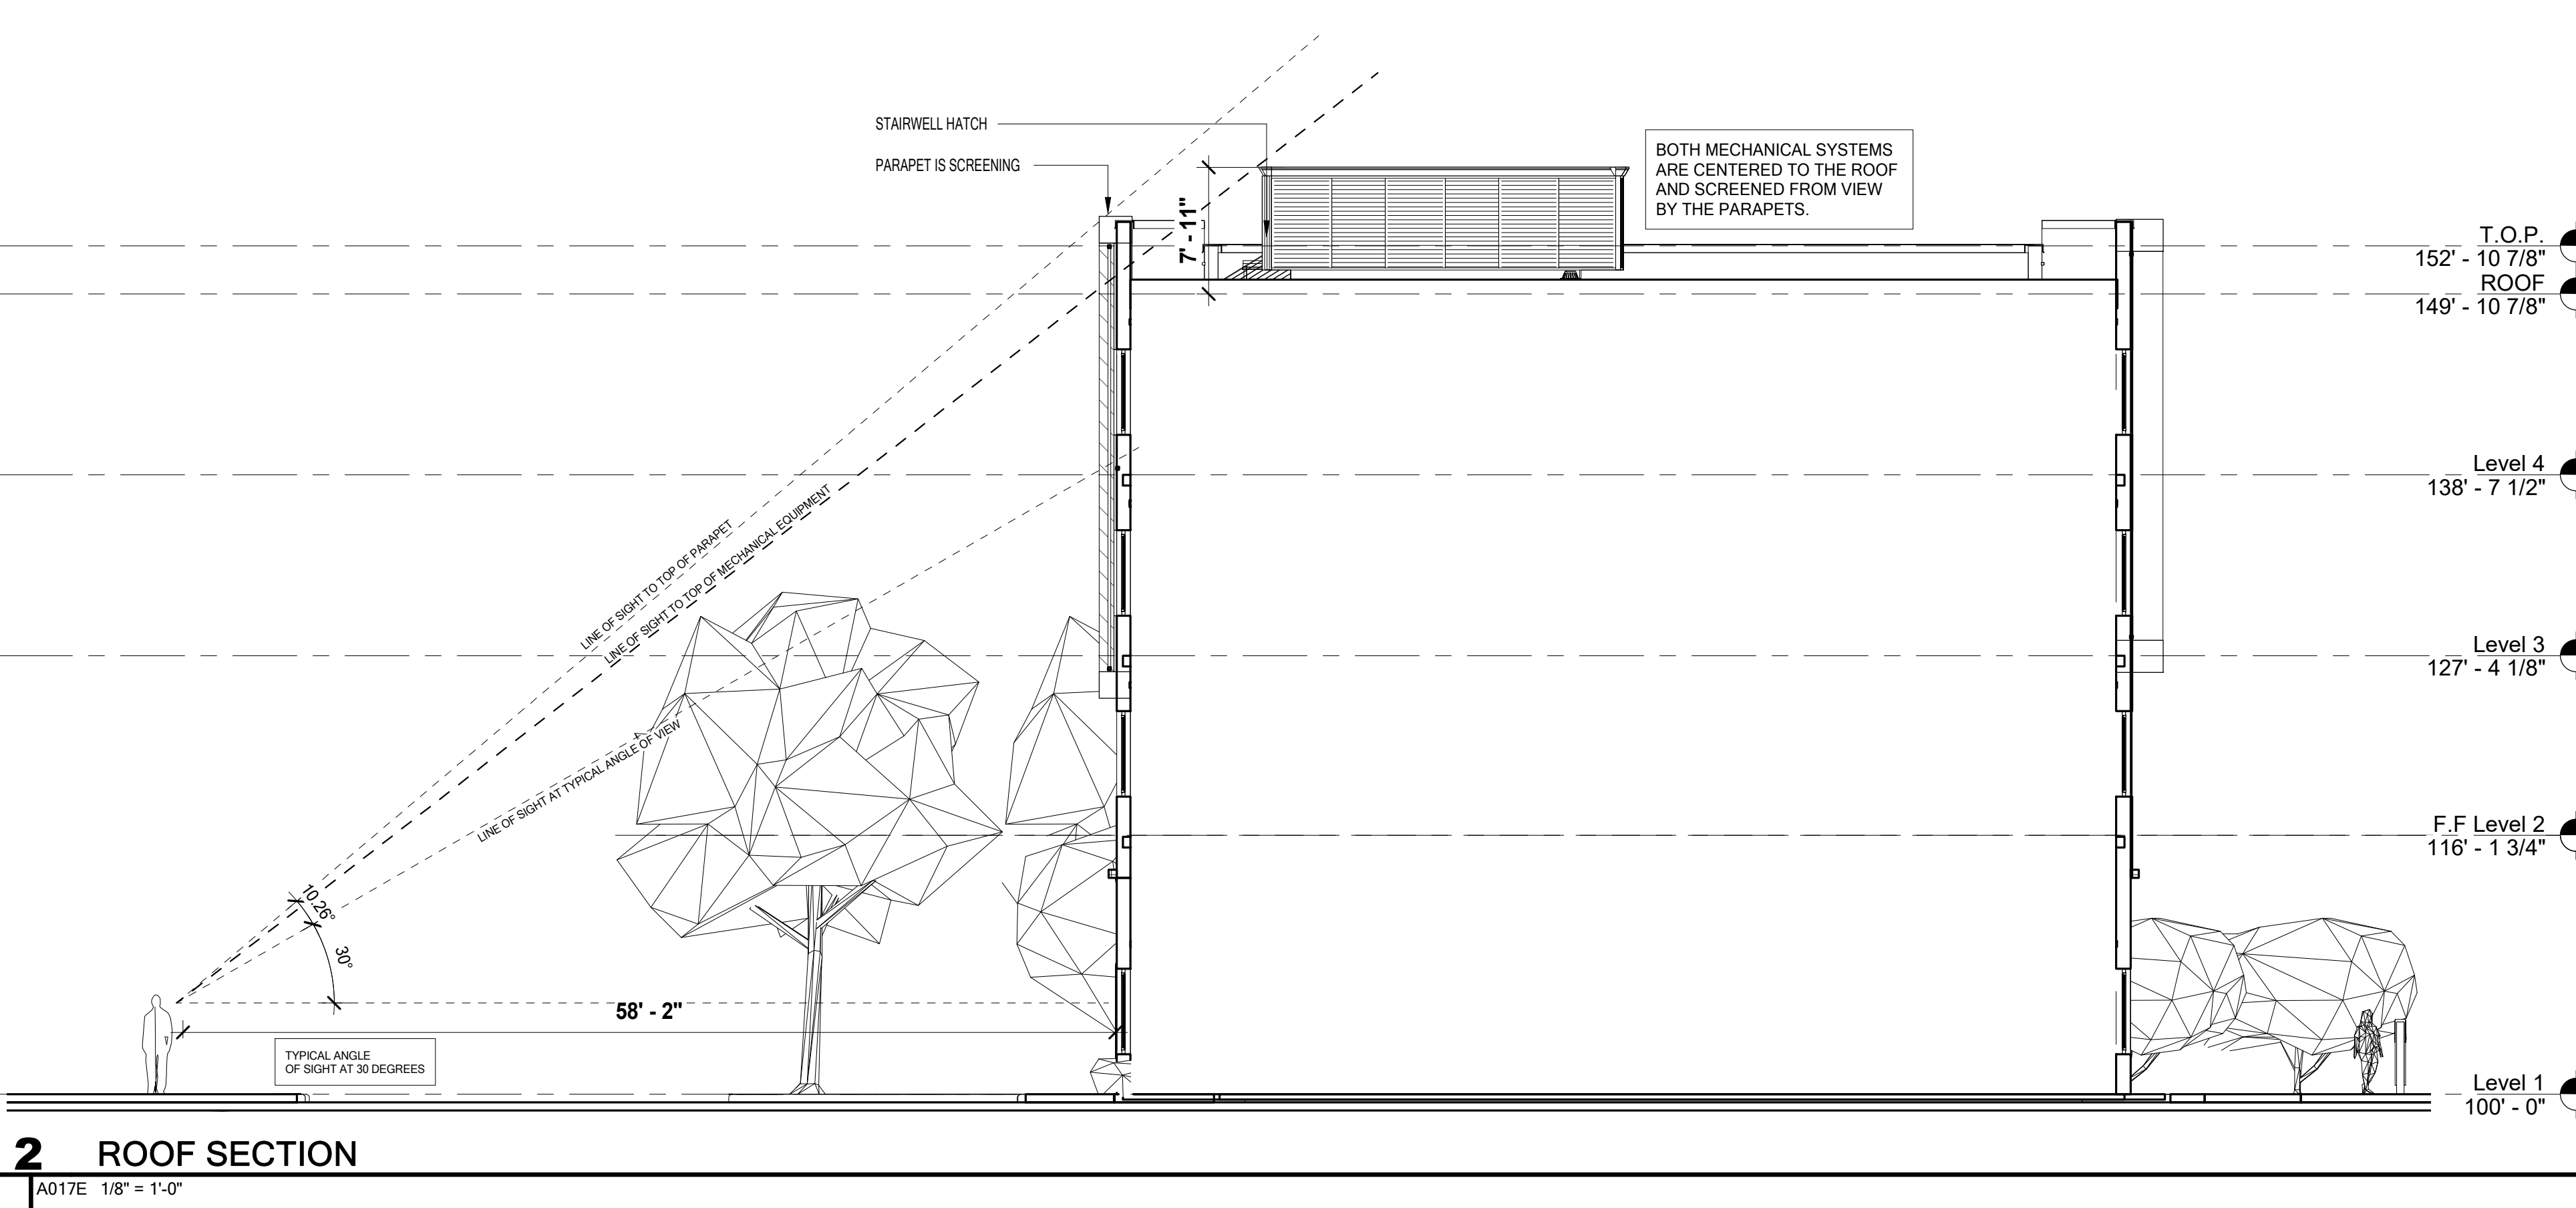 STAIRWELL HATCH
PARAPET IS SCREENING
BOTH MECHANICAL SYSTEMS
ARE CENTERED TO THE ROOF
AND SCREENED FROM VIEW
BY THE PARAPETS.
7' - 11"
T.O.P.
152' - 10 7/8"
ROOF
149' - 10 7/8"
Level 4
138' - 7 1/2"
LINE OF SIGHT TO TOP OF PARAPET
LINE OF SIGHT TO TOP OF MECHANICAL EQUIPMENT
LINE OF SIGHT AT TYPICAL ANGLE OF VIEW
Level 3
127' - 4 1/8"
F.F Level 2
116' - 1 3/4"
10.26°
30°
58' - 2"
TYPICAL ANGLE
OF SIGHT AT 30 DEGREES
Level 1
100' - 0"
2 ROOF SECTION
A017E 1/8" = 1'-0"